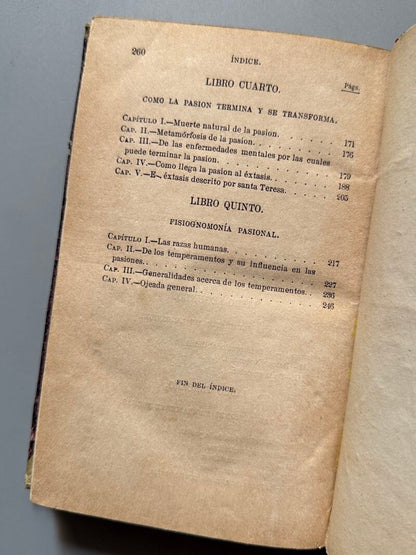 260 ÍNDICE.
LIBRO CUARTO. Págs.
COMO LA PASION TERMINA Y SE TRANSFORMA.
CAPÍTULO I.—Muerte natural de la pasion. 171
CAP. II.—Metamórfosis de la pasion. 176
CAP. III.—De las enfermedades mentales por las cuales
puede terminar la pasion. 179
CAP. IV.—Como llega la pasion al éxtasis. 188
CAP. V.—El éxtasis descrito por santa Teresa. 205
LIBRO QUINTO.
FISIOGNOMONÍA PASIONAL.
CAPÍTULO I.—Las razas humanas. 217
CAP. II.—De los temperamentos y su influencia en las
pasiones. 227
CAP. III.—Generalidades acerca de los temperamentos. 236
CAP. IV.—Ojeada general. 246
FIN DEL ÍNDICE.